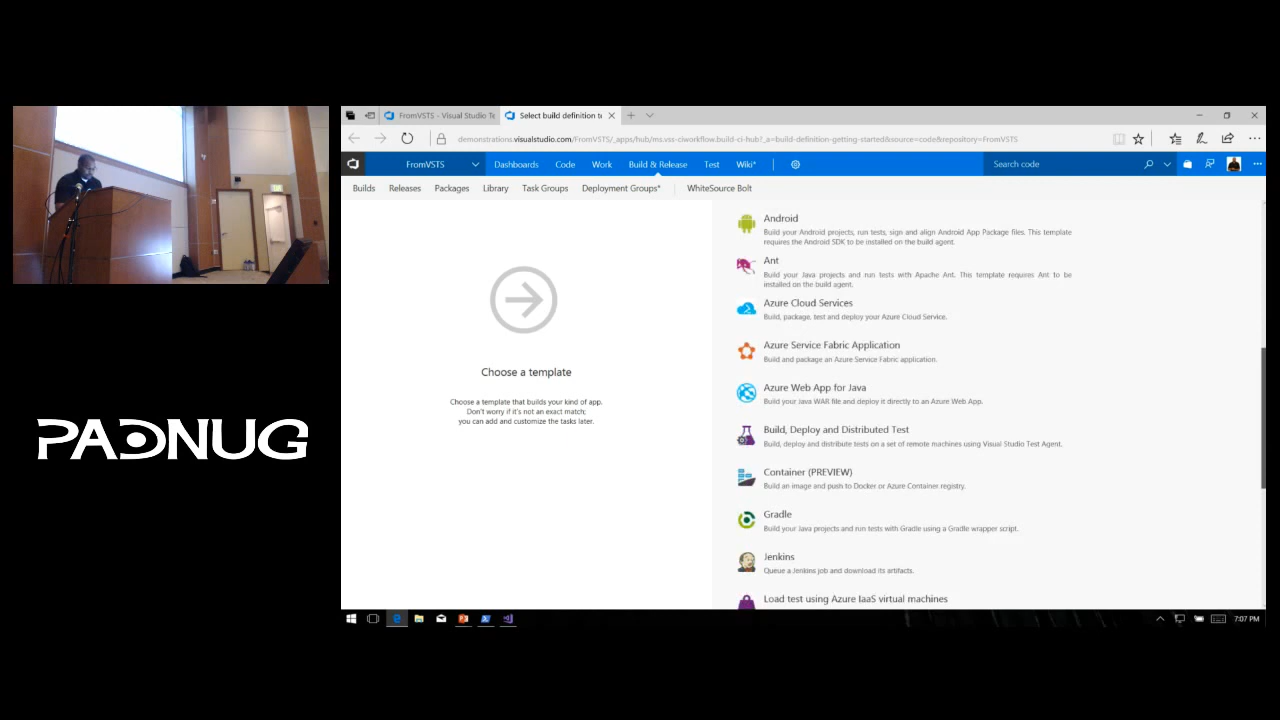 PADNUG
FromVSTS - Visual Studio Te
Select build definition te
demonstrations.visualstudio.com/FromVSTS/_apps/hub/ms.vss-ciworkflow.build-ci-hub?_a=build-definition-getting-started&source=code&repository=FromVSTS
FromVSTS
Dashboards
Code
Work
Build & Release
Test
Wiki*
Search code
Builds
Releases
Packages
Library
Task Groups
Deployment Groups*
WhiteSource Bolt
Choose a template
Choose a template that builds your kind of app.
Don't worry if it's not an exact match;
you can add and customize the tasks later.
Android
Build your Android projects, run tests, sign and align Android App Package files. This template
requires the Android SDK to be installed on the build agent.
Ant
Build your Java projects and run tests with Apache Ant. This template requires Ant to be
installed on the build agent.
Azure Cloud Services
Build, package, test and deploy your Azure Cloud Service.
Azure Service Fabric Application
Build and package an Azure Service Fabric application.
Azure Web App for Java
Build your Java WAR file and deploy it directly to an Azure Web App.
Build, Deploy and Distributed Test
Build, deploy and distribute tests on a set of remote machines using Visual Studio Test Agent.
Container (PREVIEW)
Build an image and push to Docker or Azure Container registry.
Gradle
Build your Java projects and run tests with Gradle using a Gradle wrapper script.
Jenkins
Queue a Jenkins job and download its artifacts.
Load test using Azure IaaS virtual machines
7:07 PM